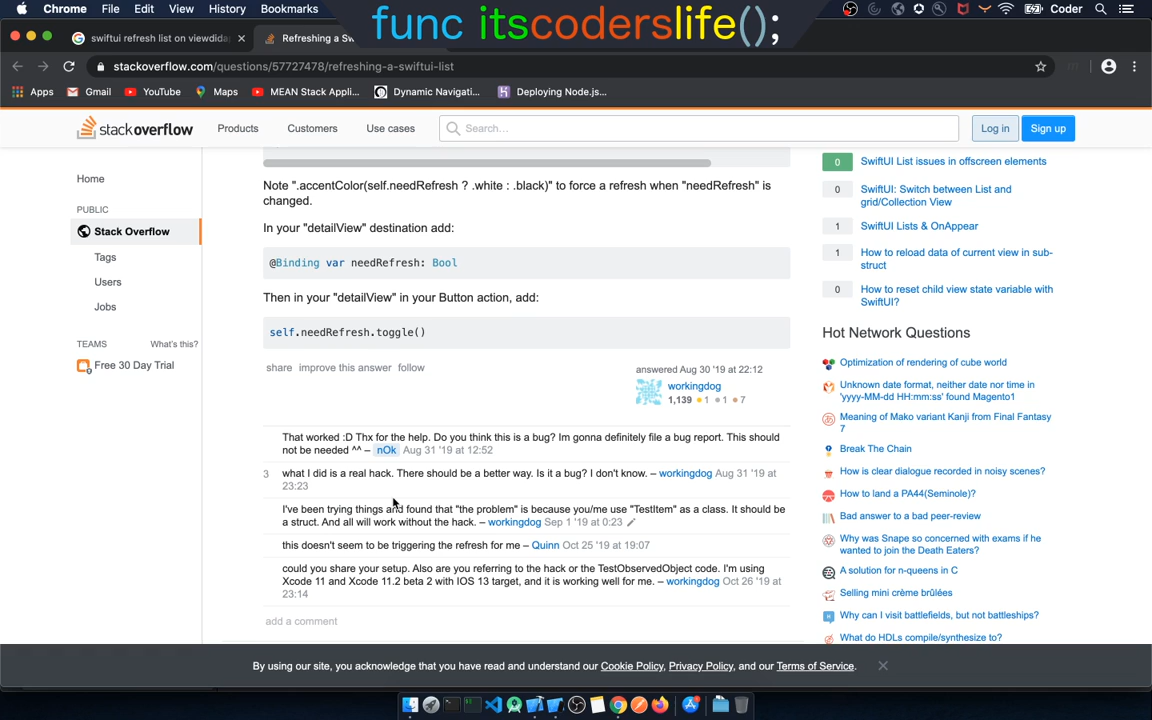 Chrome File Edit View History Bookmarks
Coder
func itscoderslife();
swiftui refresh list on viewdida
Refreshing a Sw
stackoverflow.com/questions/57727478/refreshing-a-swiftui-list
Apps Gmail YouTube Maps MEAN Stack Appli... Dynamic Navigati... Deploying Node.js...
stackoverflow Products Customers Use cases Search... Log in Sign up
Home
PUBLIC
Stack Overflow
Tags
Users
Jobs
TEAMS What's this?
Free 30 Day Trial
Note ".accentColor(self.needRefresh ? .white : .black)" to force a refresh when "needRefresh" is
changed.
In your "detailView" destination add:
@Binding var needRefresh: Bool
Then in your "detailView" in your Button action, add:
self.needRefresh.toggle()
share improve this answer follow
answered Aug 30 '19 at 22:12
workingdog
1,139 1 1 7
That worked :D Thx for the help. Do you think this is a bug? Im gonna definitely file a bug report. This should
not be needed ^^ – nOk Aug 31 '19 at 12:52
3 what I did is a real hack. There should be a better way. Is it a bug? I don't know. – workingdog Aug 31 '19 at
23:23
I've been trying things and found that "the problem" is because you/me use "TestItem" as a class. It should be
a struct. And all will work without the hack. – workingdog Sep 1 '19 at 0:23
this doesn't seem to be triggering the refresh for me – Quinn Oct 25 '19 at 19:07
could you share your setup. Also are you referring to the hack or the TestObservedObject code. I'm using
Xcode 11 and Xcode 11.2 beta 2 with IOS 13 target, and it is working well for me. – workingdog Oct 26 '19 at
23:14
add a comment
0 SwiftUI List issues in offscreen elements
0 SwiftUI: Switch between List and
grid/Collection View
1 SwiftUI Lists & OnAppear
1 How to reload data of current view in sub-
struct
0 How to reset child view state variable with
SwiftUI?
Hot Network Questions
Optimization of rendering of cube world
Unknown date format, neither date nor time in
'yyyy-MM-dd HH:mm:ss' found Magento1
Meaning of Mako variant Kanji from Final Fantasy
7
Break The Chain
How is clear dialogue recorded in noisy scenes?
How to land a PA44(Seminole)?
Bad answer to a bad peer-review
Why was Snape so concerned with exams if he
wanted to join the Death Eaters?
A solution for n-queens in C
Selling mini crème brûlées
Why can I visit battlefields, but not battleships?
What do HDLs compile/synthesize to?
By using our site, you acknowledge that you have read and understand our Cookie Policy, Privacy Policy, and our Terms of Service.